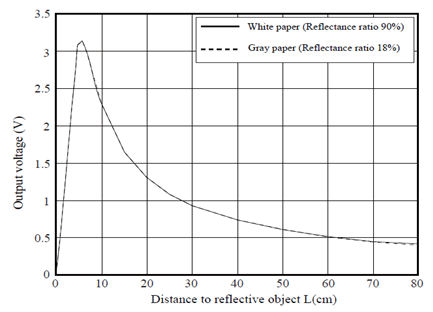 3.5
3
2.5
2
1.5
1
0.5
0
Output voltage (V)
White paper (Reflectance ratio 90%)
Gray paper (Reflectance ratio 18%)
0 10 20 30 40 50 60 70 80
Distance to reflective object L(cm)